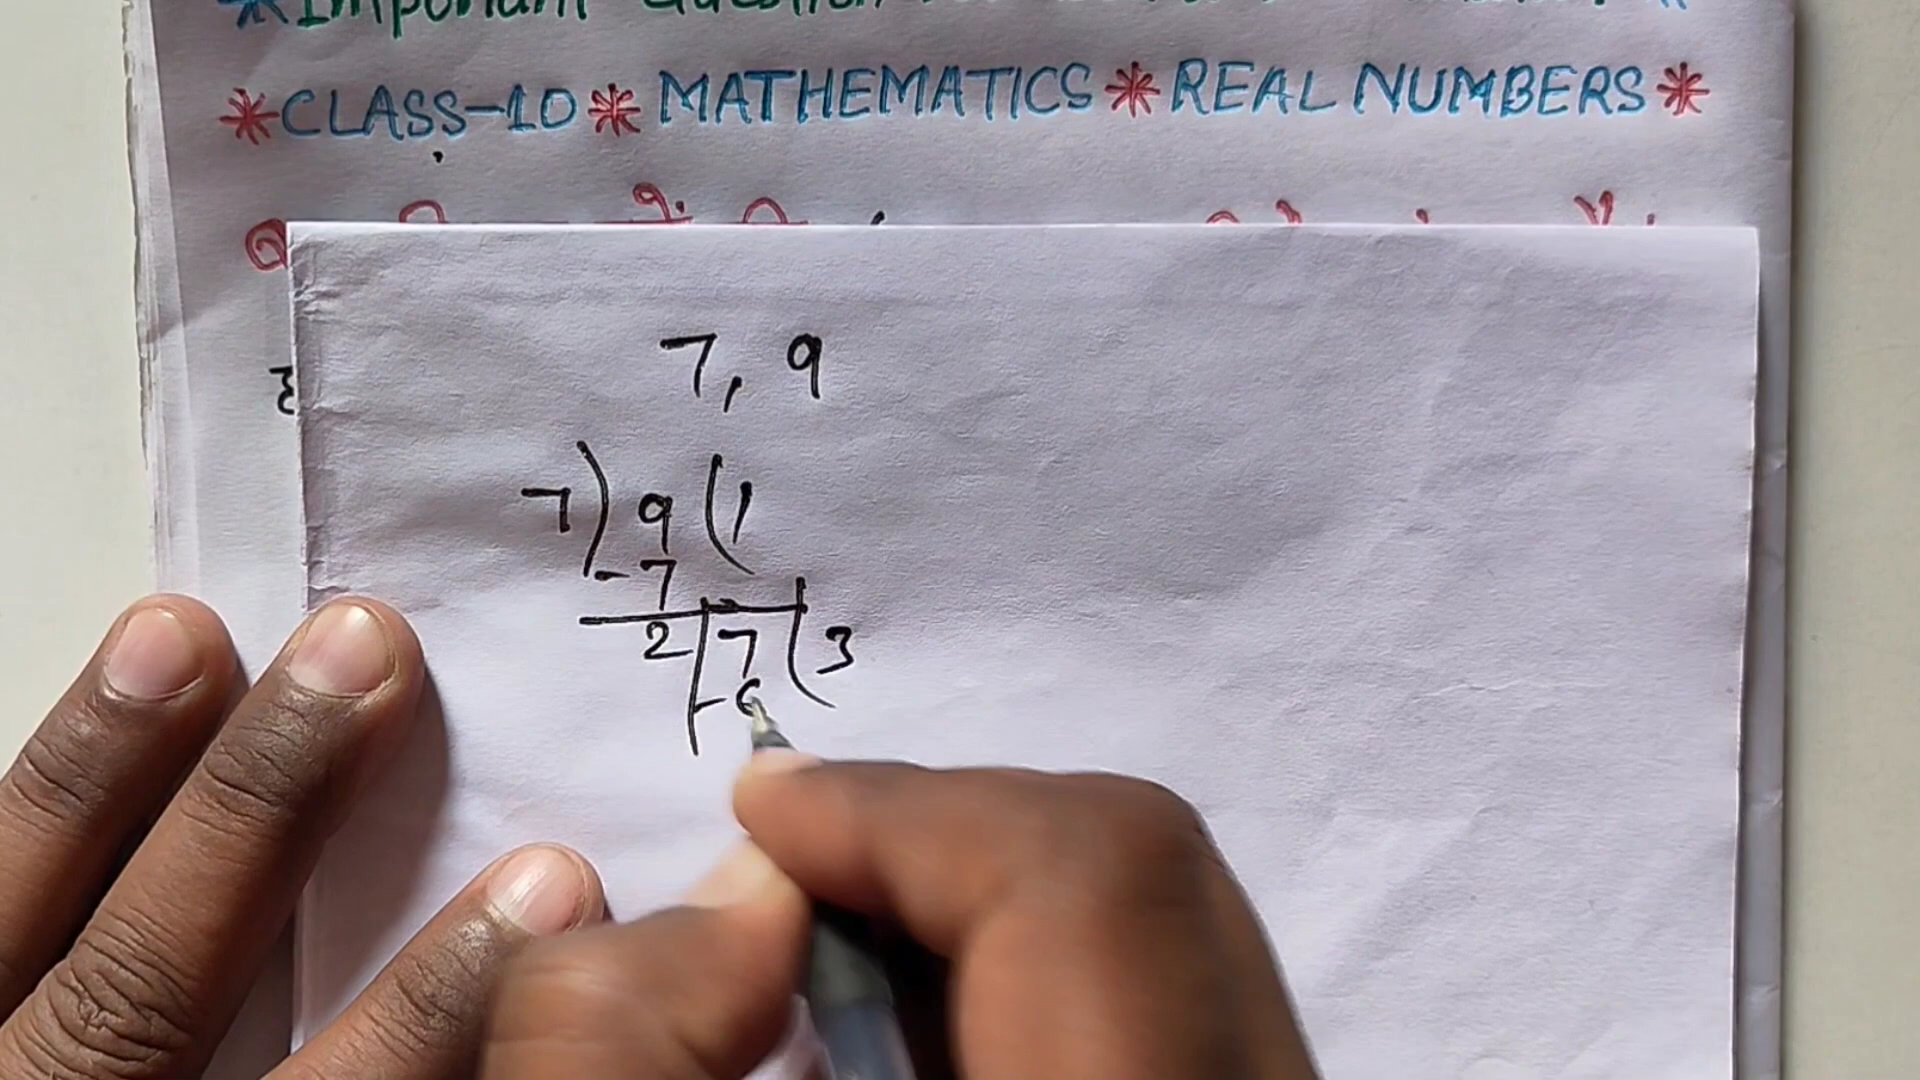 *CLASS-10 * MATHEMATICS * REAL NUMBERS *
7, 9
7) 9 (1
- 7
2 7 ( 3
- 6